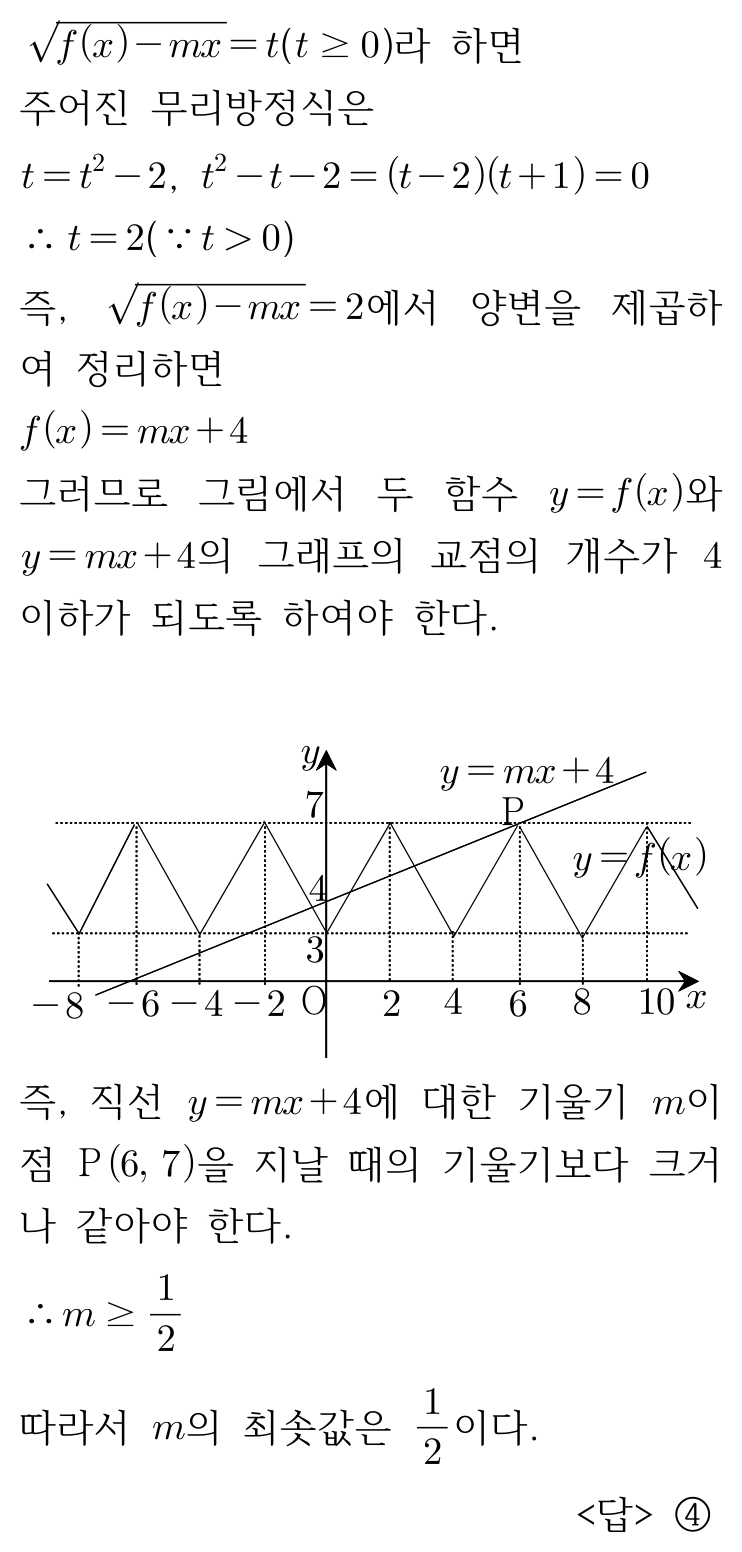 √(f(x)−mx) = t(t ≥ 0)라 하면
주어진 무리방정식은
t = t² − 2, t² − t − 2 = (t−2)(t+1) = 0
∴ t = 2(∵ t > 0)
즉, √(f(x)−mx) = 2에서 양변을 제곱하
여 정리하면
f(x) = mx + 4
그러므로 그림에서 두 함수 y = f(x)와
y = mx + 4의 그래프의 교점의 개수가 4
이하가 되도록 하여야 한다.
y
y = mx + 4
7
P
y = f(x)
4
3
−8 −6 −4 −2 O 2 4 6 8 10 x
즉, 직선 y = mx + 4에 대한 기울기 m이
점 P(6, 7)을 지날 때의 기울기보다 크거
나 같아야 한다.
∴ m ≥ 1/2
따라서 m의 최솟값은 1/2이다.
<답> ④